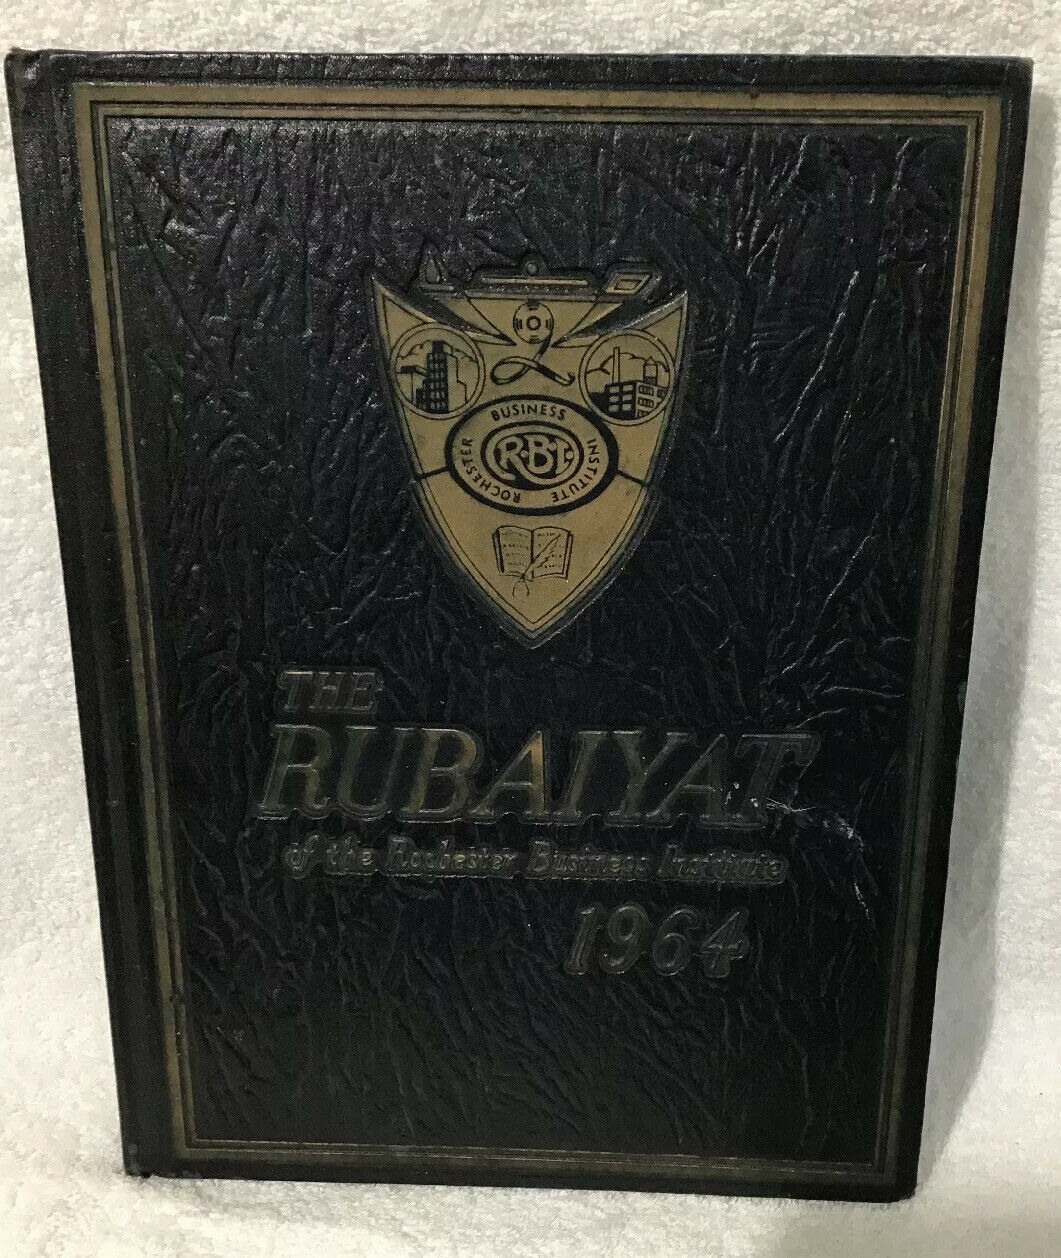 ROCHESTER BUSINESS INSTITUTE
R·B·I
THE
RUBAIYAT
of the Rochester Business Institute
1964